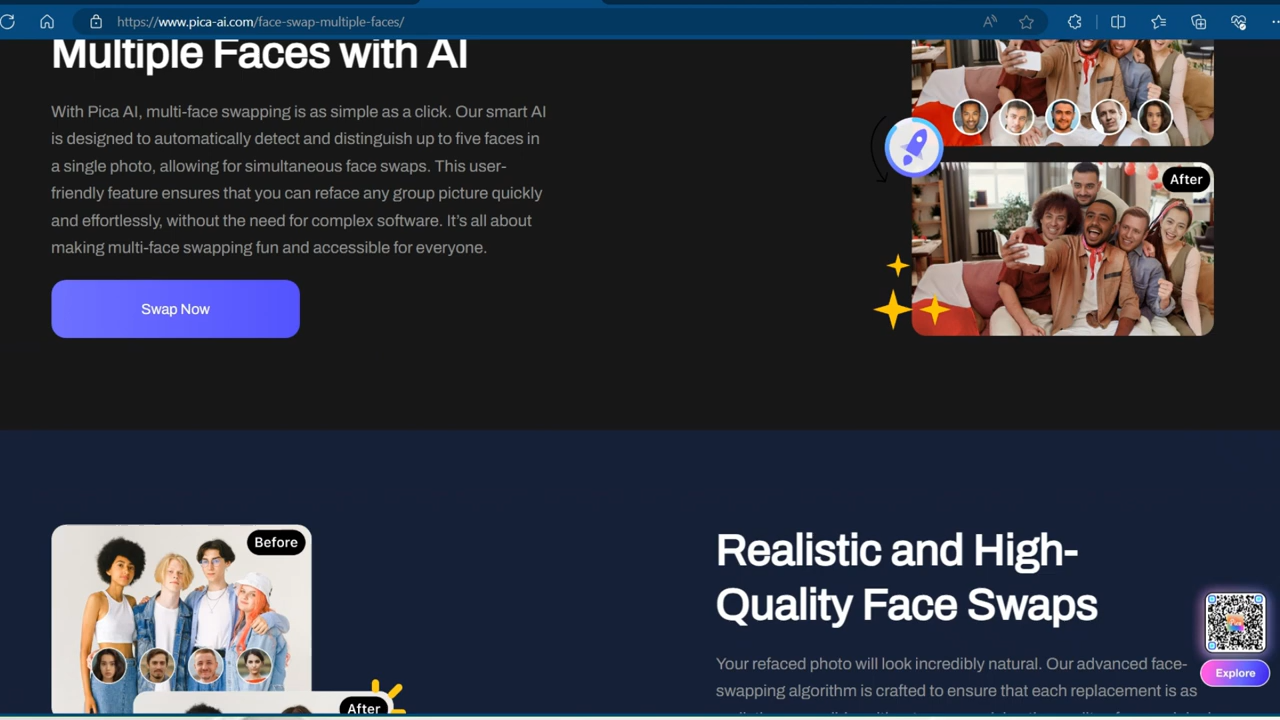 https://www.pica-ai.com/face-swap-multiple-faces/
Multiple Faces with AI
With Pica AI, multi-face swapping is as simple as a click. Our smart AI
is designed to automatically detect and distinguish up to five faces in
a single photo, allowing for simultaneous face swaps. This user-
friendly feature ensures that you can reface any group picture quickly
and effortlessly, without the need for complex software. It’s all about
making multi-face swapping fun and accessible for everyone.
Swap Now
After
Before
After
Realistic and High-
Quality Face Swaps
Your refaced photo will look incredibly natural. Our advanced face-
swapping algorithm is crafted to ensure that each replacement is as
Explore